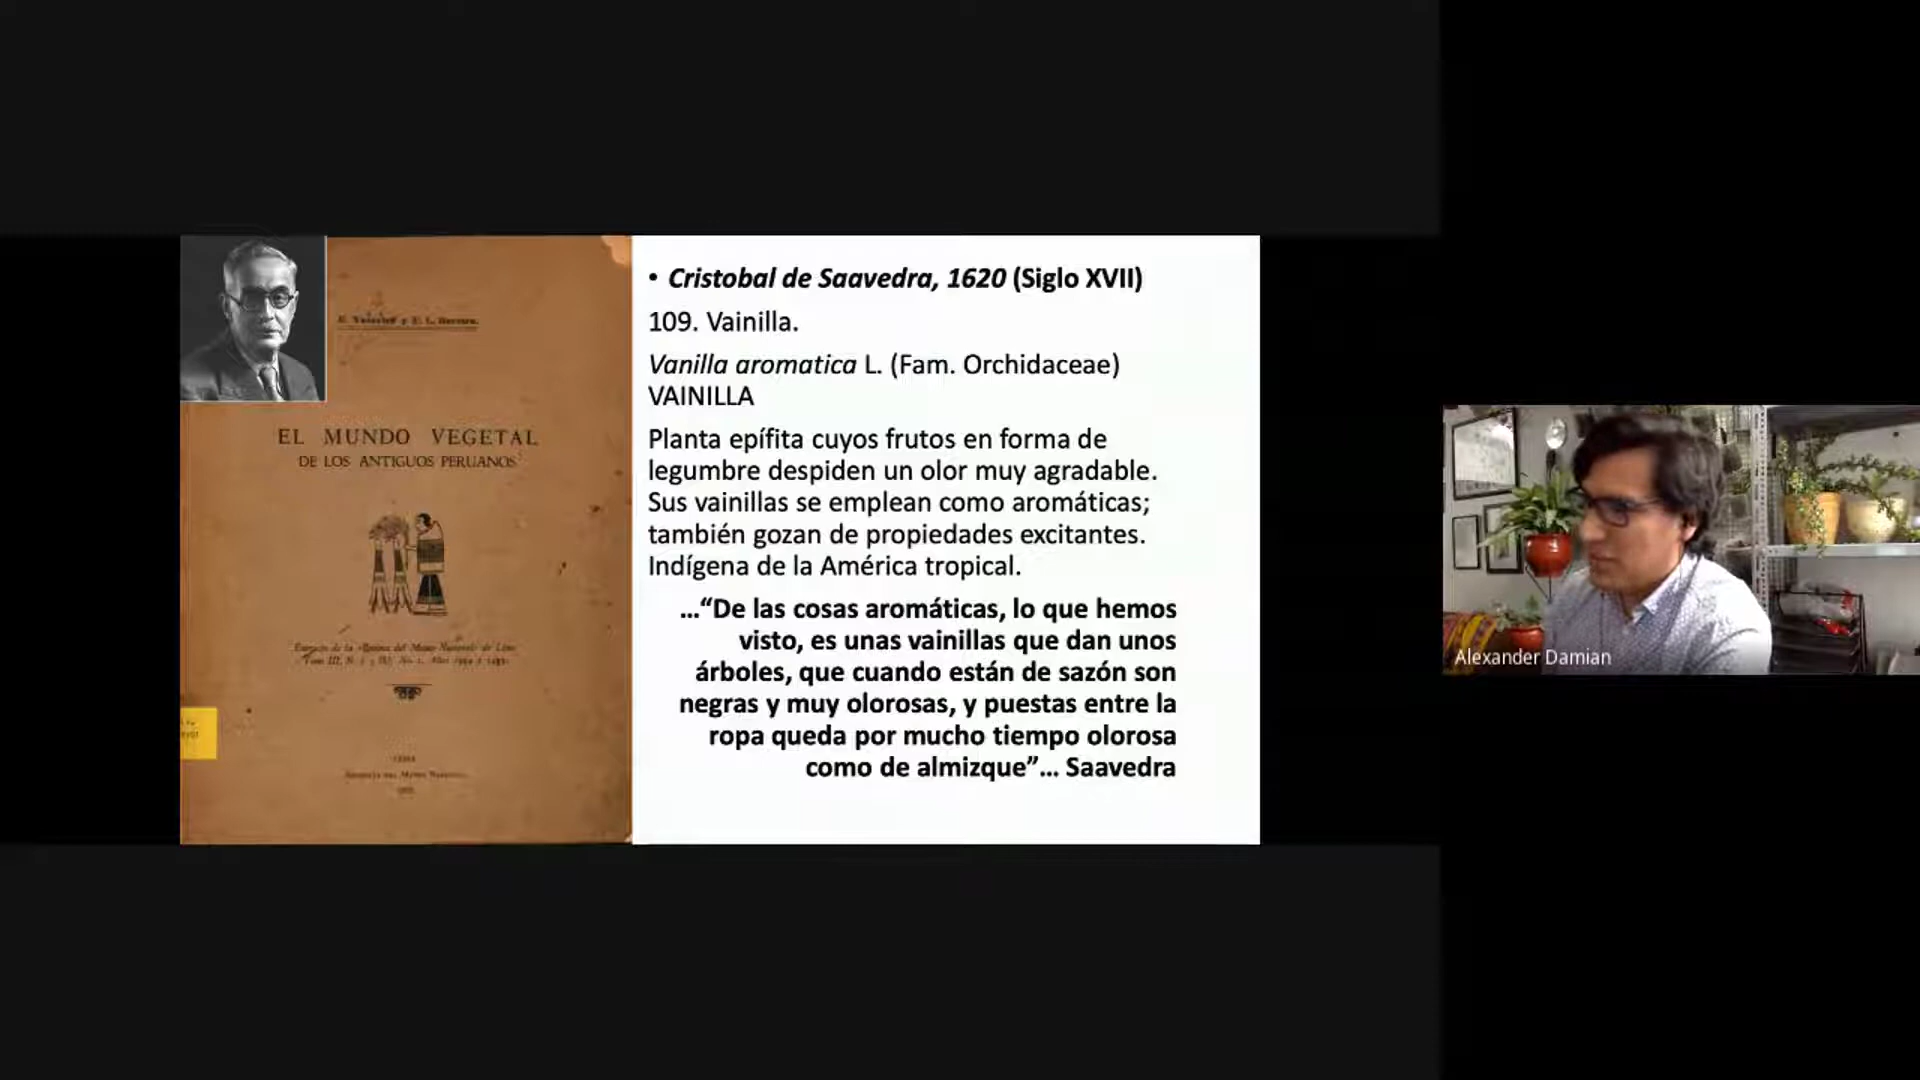 EL MUNDO VEGETAL
DE LOS ANTIGUOS PERUANOS
• Cristobal de Saavedra, 1620 (Siglo XVII)
109. Vainilla.
Vanilla aromatica L. (Fam. Orchidaceae)
VAINILLA
Planta epífita cuyos frutos en forma de
legumbre despiden un olor muy agradable.
Sus vainillas se emplean como aromáticas;
también gozan de propiedades excitantes.
Indígena de la América tropical.
…“De las cosas aromáticas, lo que hemos
visto, es unas vainillas que dan unos
árboles, que cuando están de sazón son
negras y muy olorosas, y puestas entre la
ropa queda por mucho tiempo olorosa
como de almizque”… Saavedra
Alexander Damian